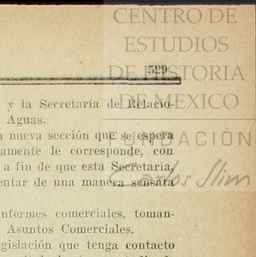 CENTRO DE
ESTUDIOS
DE HISTORIA
DE MEXICO
FUNDACIÓN
Carlos Slim
529
y la Secretaría de Relacio-
Aguas.
a nueva sección que se espera
amente le corresponde, con
a fin de que esta Secretaría,
entar de una manera sensata
nformes comerciales, toman-
Asuntos Comerciales.
gislación que tenga contacto